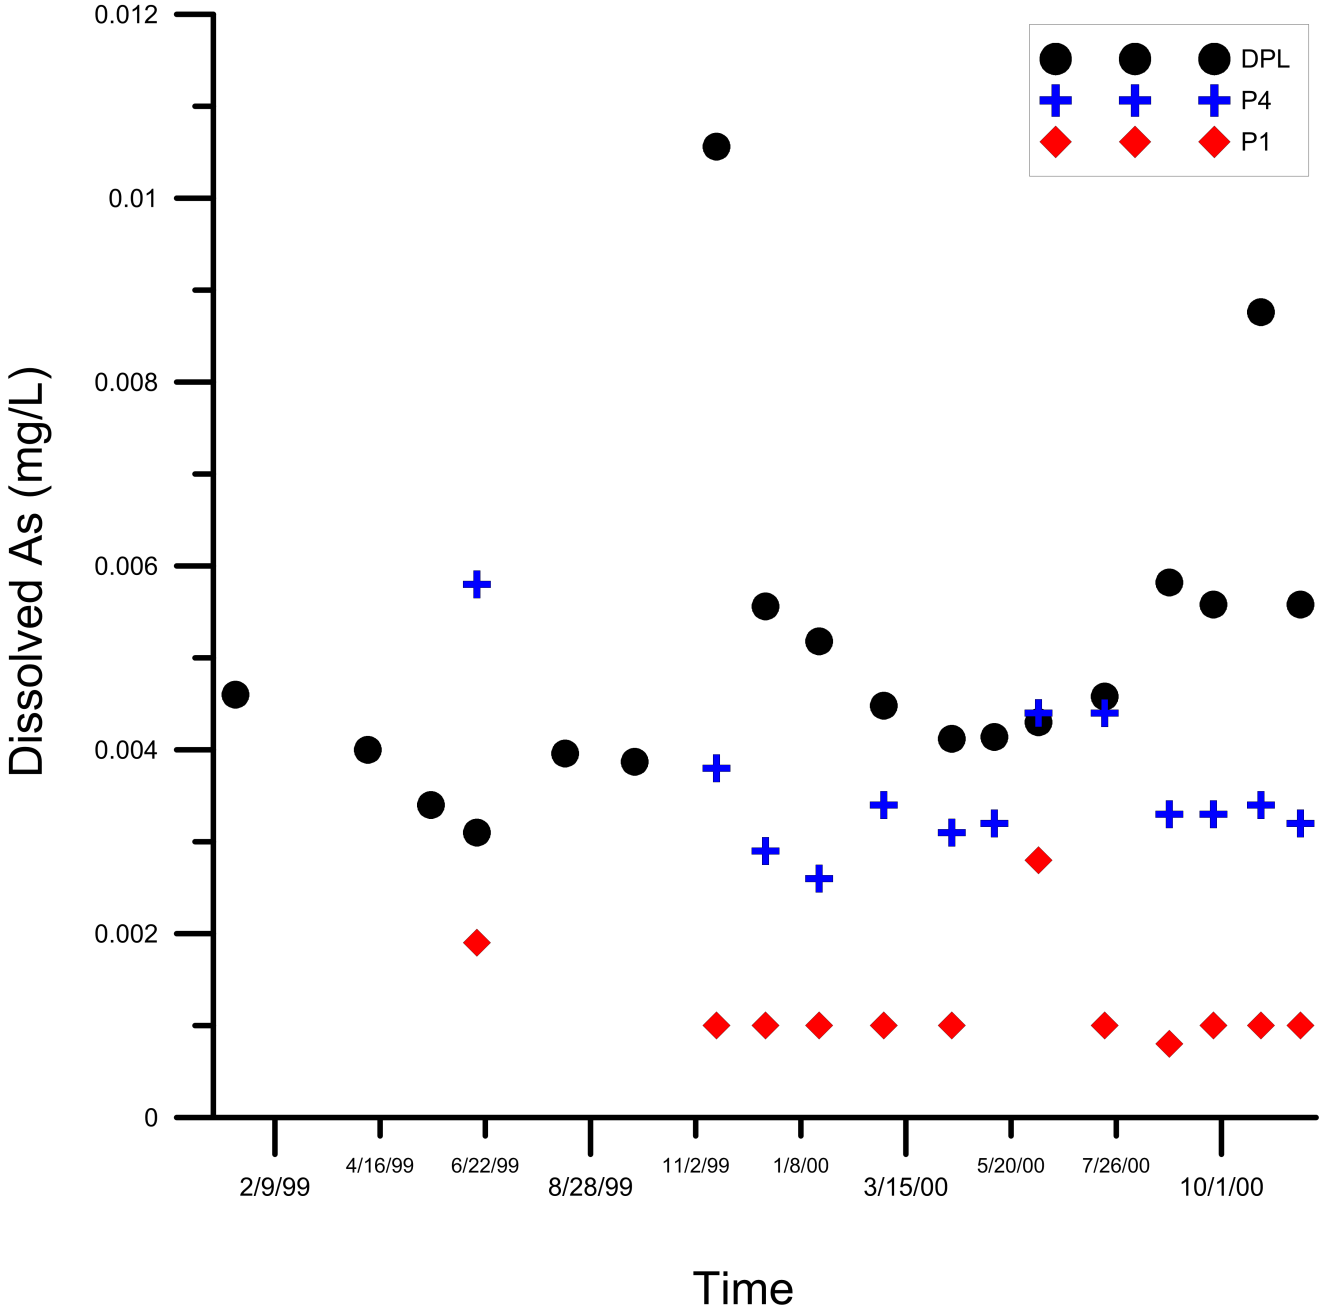 0.012
0.01
0.008
0.006
0.004
0.002
0
Dissolved As (mg/L)
DPL
P4
P1
4/16/99 6/22/99 11/2/99 1/8/00 5/20/00 7/26/00
2/9/99 8/28/99 3/15/00 10/1/00
Time